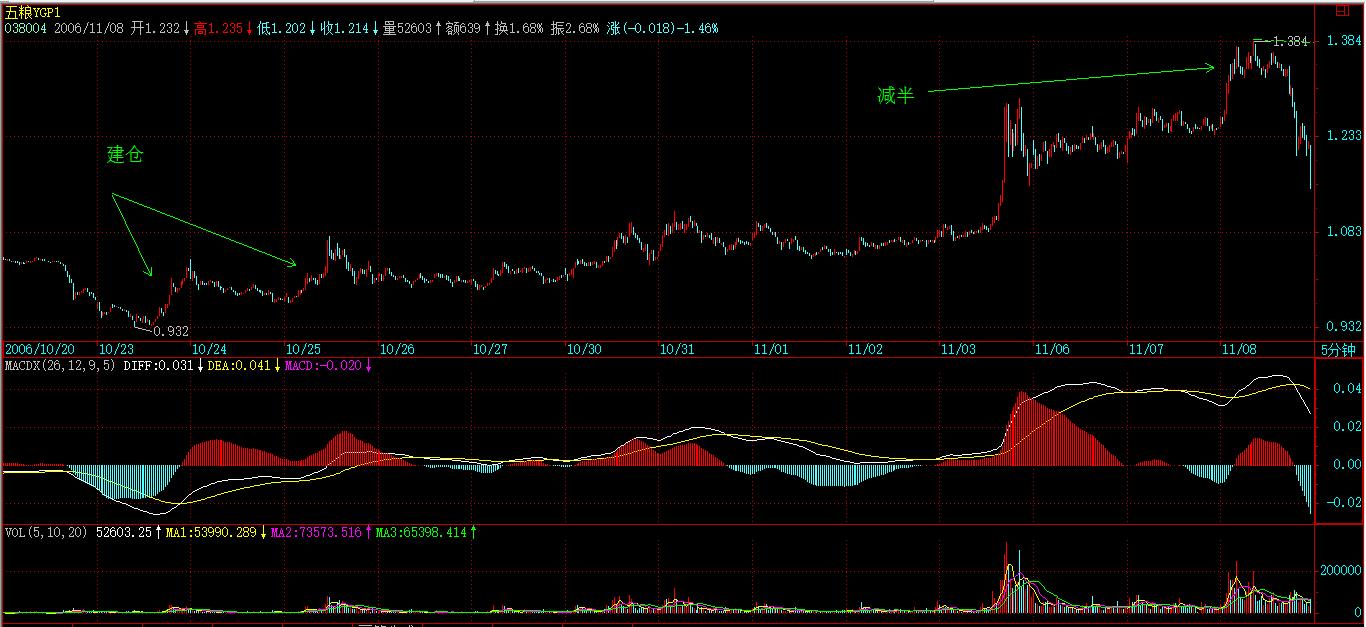 五粮YGP1
038004 2006/11/08 开1.232↓高1.235↓低1.202↓收1.214↓量52603↑额639↑换1.68% 振2.68% 涨(-0.018)-1.46%
1.384 1.384
减半
1.233
建仓
1.083
0.932 0.932
2006/10/20 10/23 10/24 10/25 10/26 10/27 10/30 10/31 11/01 11/02 11/03 11/06 11/07 11/08 5分钟
MACDX(26,12,9,5) DIFF:0.031↓DEA:0.041↓MACD:-0.020↓
0.04
0.02
0.00
-0.02
VOL(5,10,20) 52603.25↑MA1:53990.289↓MA2:73573.516↑MA3:65398.414↑
200000
0